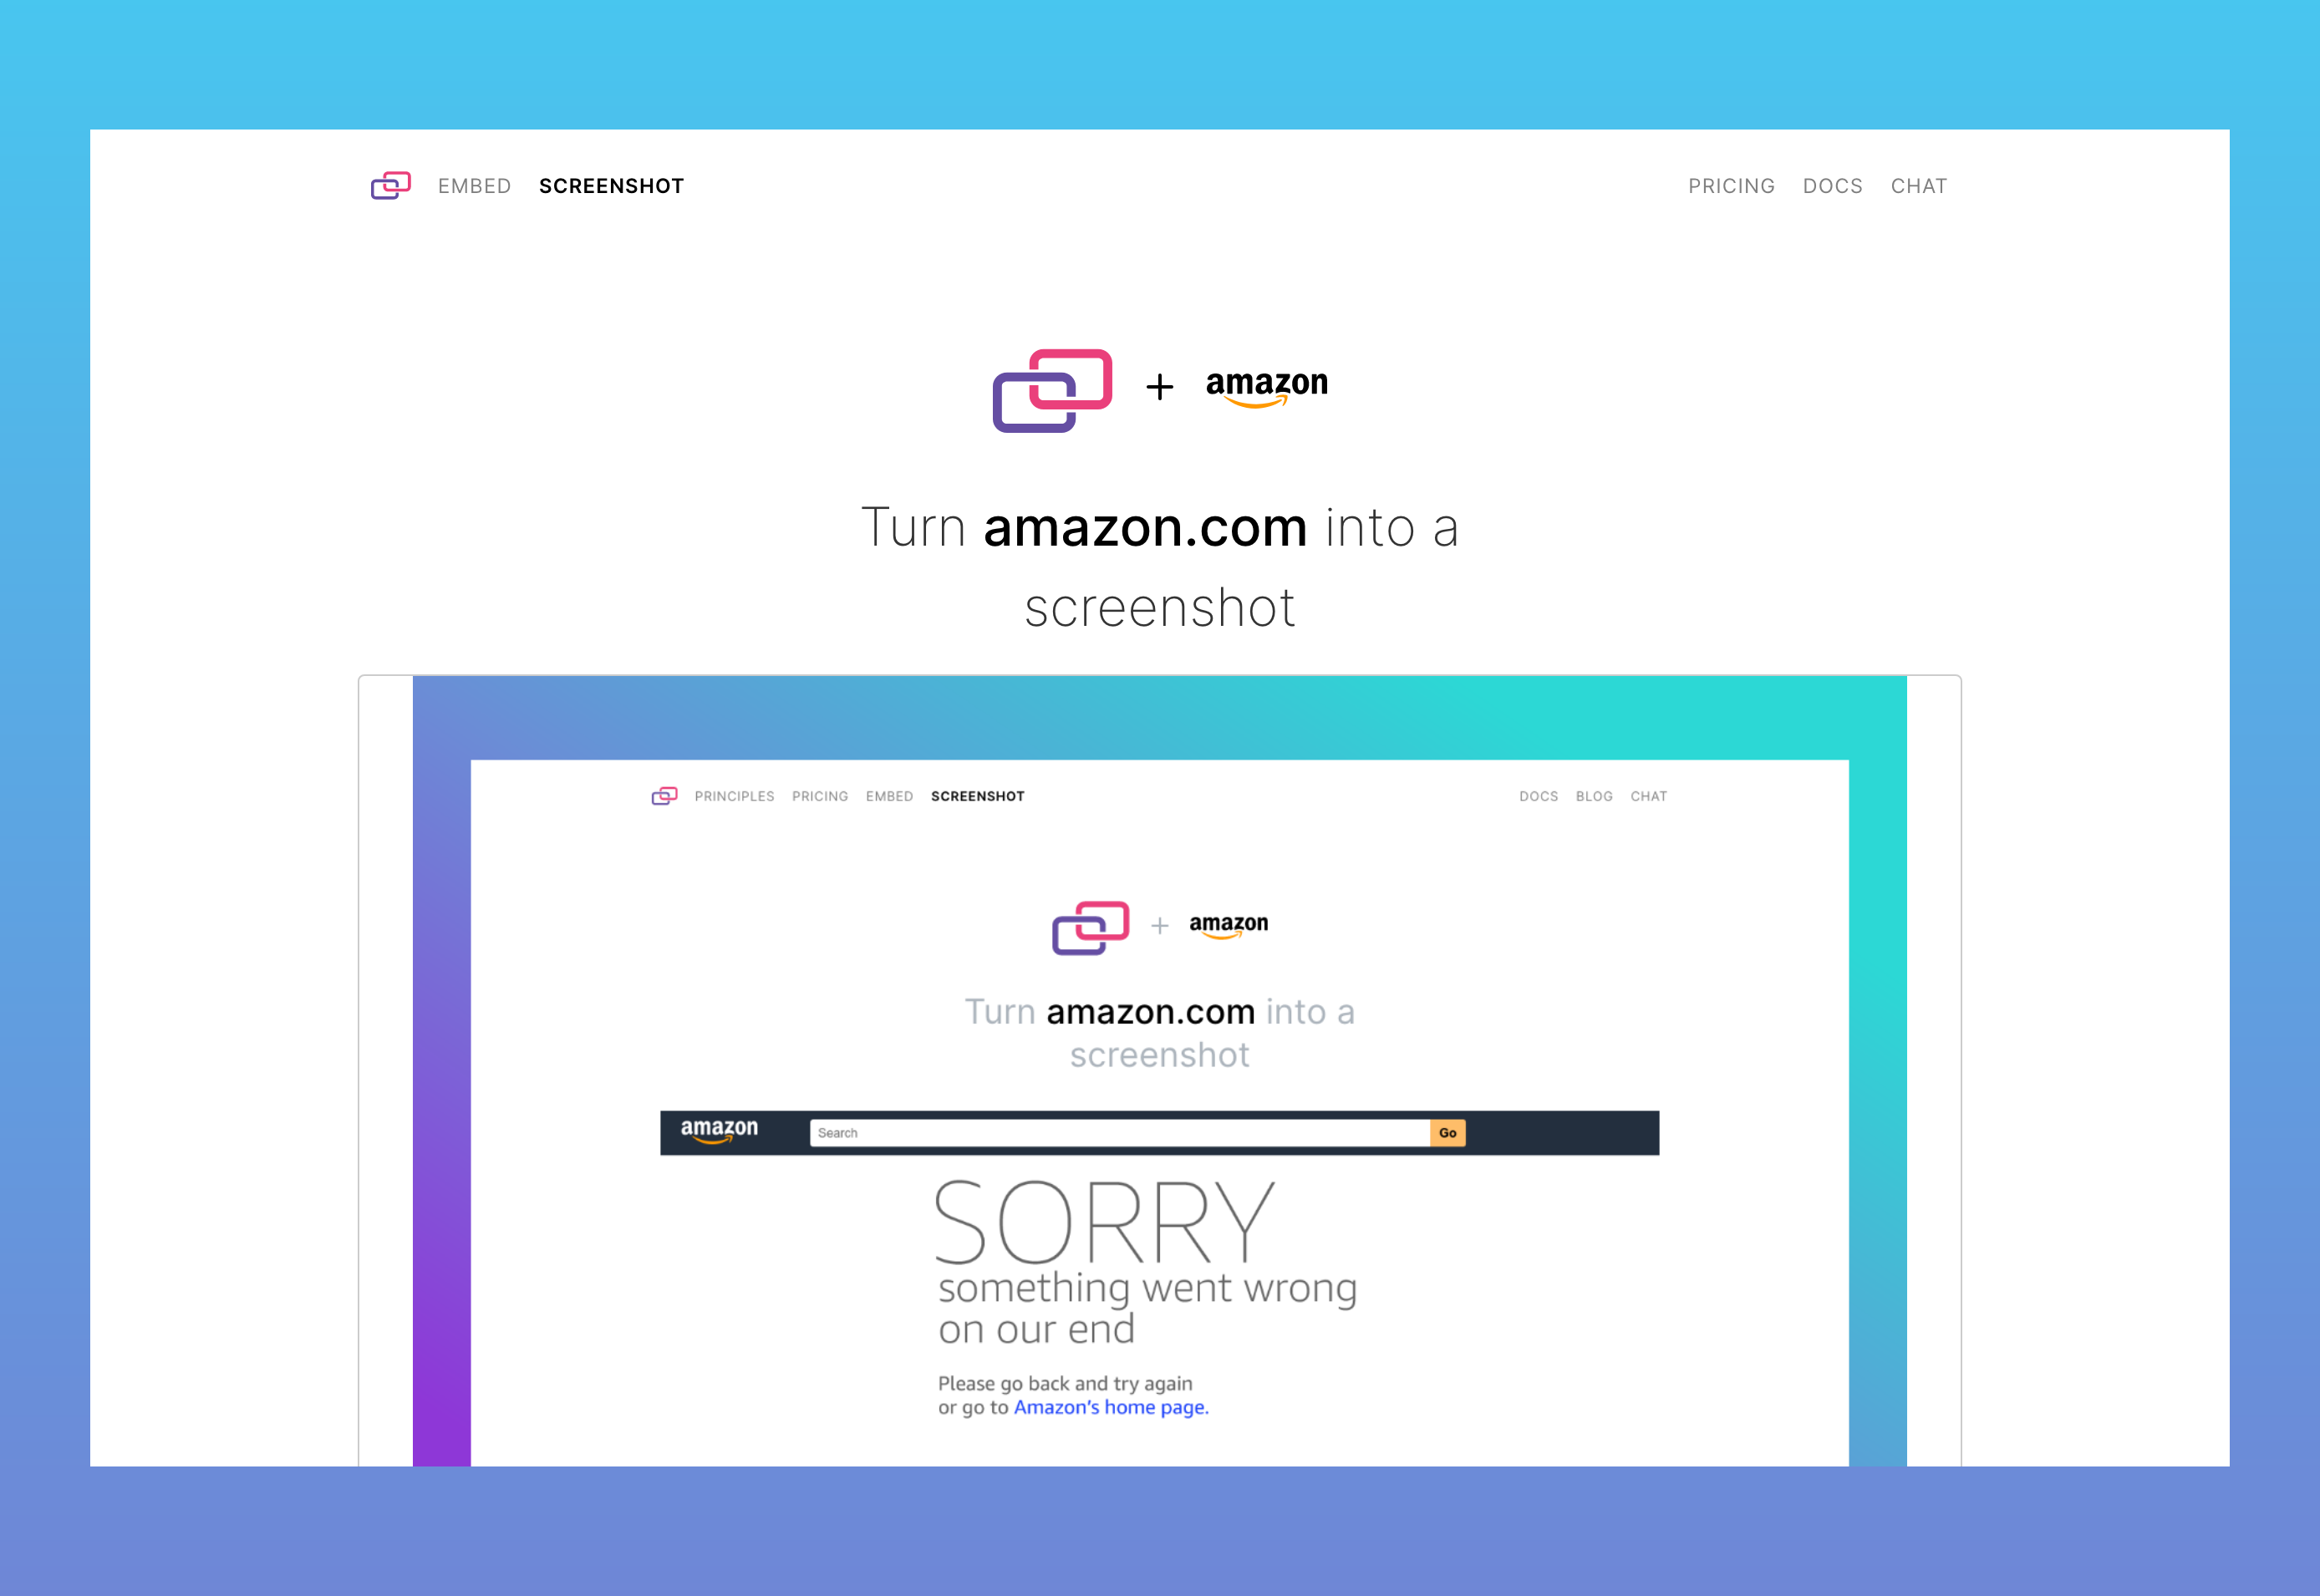 EMBED SCREENSHOT PRICING DOCS CHAT
+ amazon
Turn amazon.com into a
screenshot
PRINCIPLES PRICING EMBED SCREENSHOT DOCS BLOG CHAT
+ amazon
Turn amazon.com into a
screenshot
amazon Search Go
SORRY
something went wrong
on our end
Please go back and try again
or go to Amazon's home page.